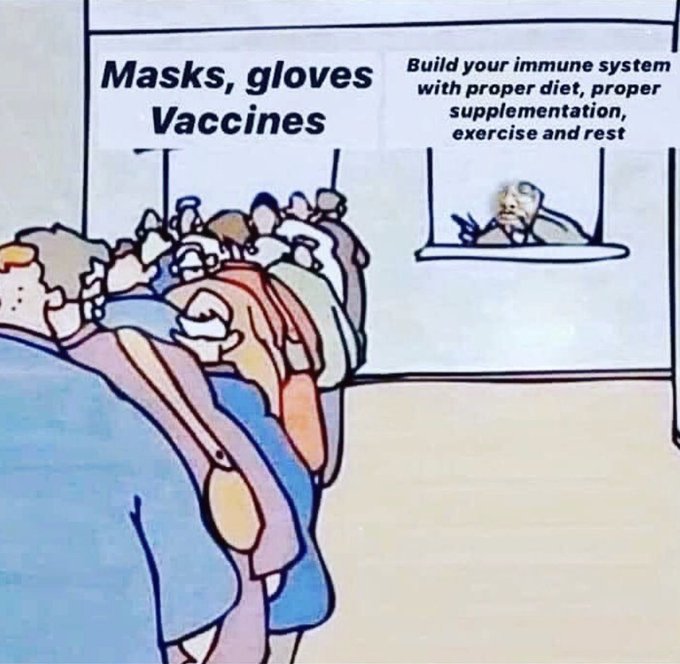 Masks, gloves
Vaccines
Build your immune system
with proper diet, proper
supplementation,
exercise and rest